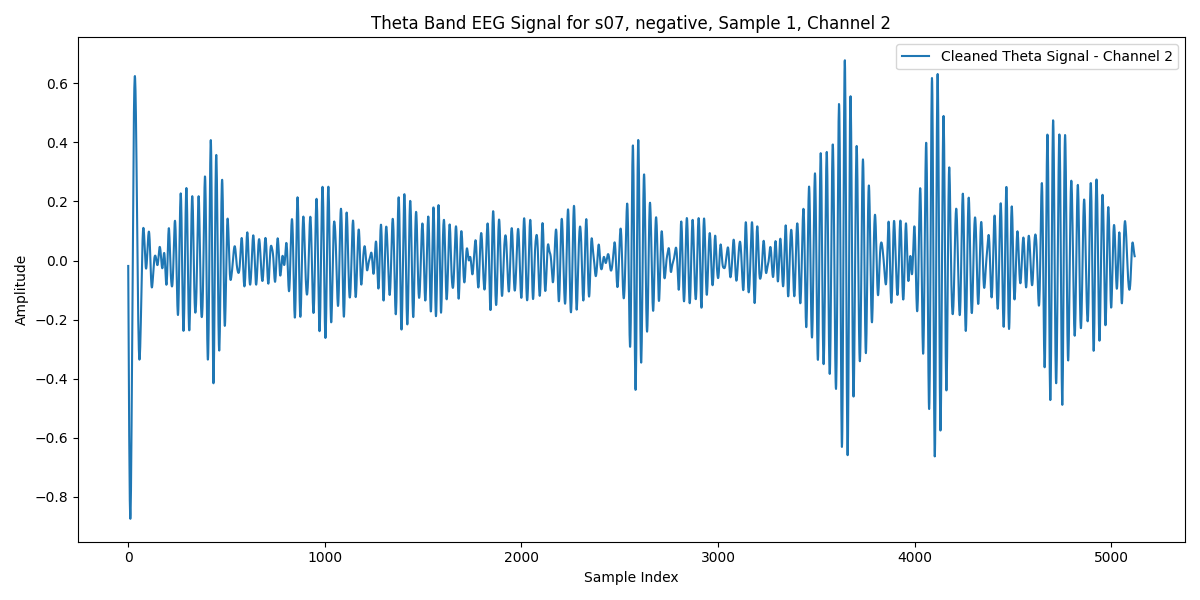 Theta Band EEG Signal for s07, negative, Sample 1, Channel 2
Cleaned Theta Signal - Channel 2
Amplitude
0.6
0.4
0.2
0.0
−0.2
−0.4
−0.6
−0.8
0 1000 2000 3000 4000 5000
Sample Index